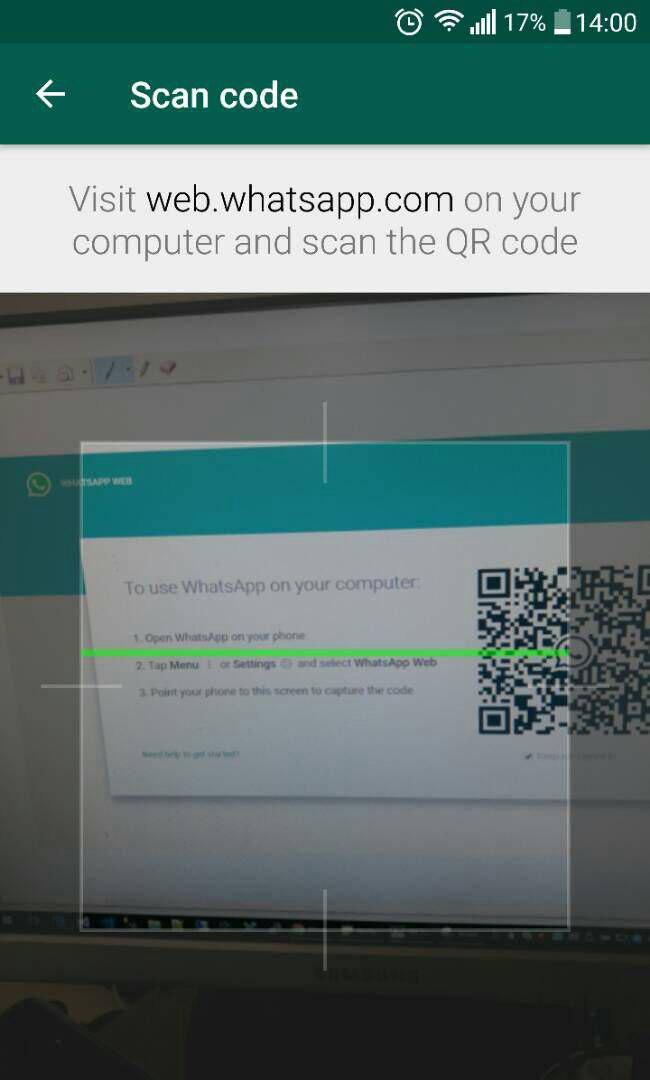 17% 14:00
Scan code
Visit web.whatsapp.com on your
computer and scan the QR code
WHATSAPP WEB
To use WhatsApp on your computer:
1. Open WhatsApp on your phone
2. Tap Menu ⋮ or Settings and select WhatsApp Web
3. Point your phone to this screen to capture the code
Need help to get started?
SAMSUNG